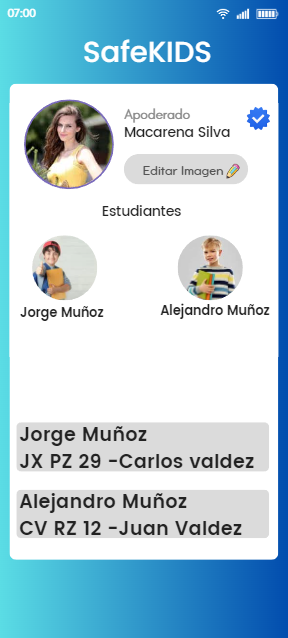 07:00
SafeKIDS
Apoderado
Macarena Silva
Editar Imagen
Estudiantes
Jorge Muñoz
Alejandro Muñoz
Jorge Muñoz
JX PZ 29 -Carlos valdez
Alejandro Muñoz
CV RZ 12 -Juan Valdez